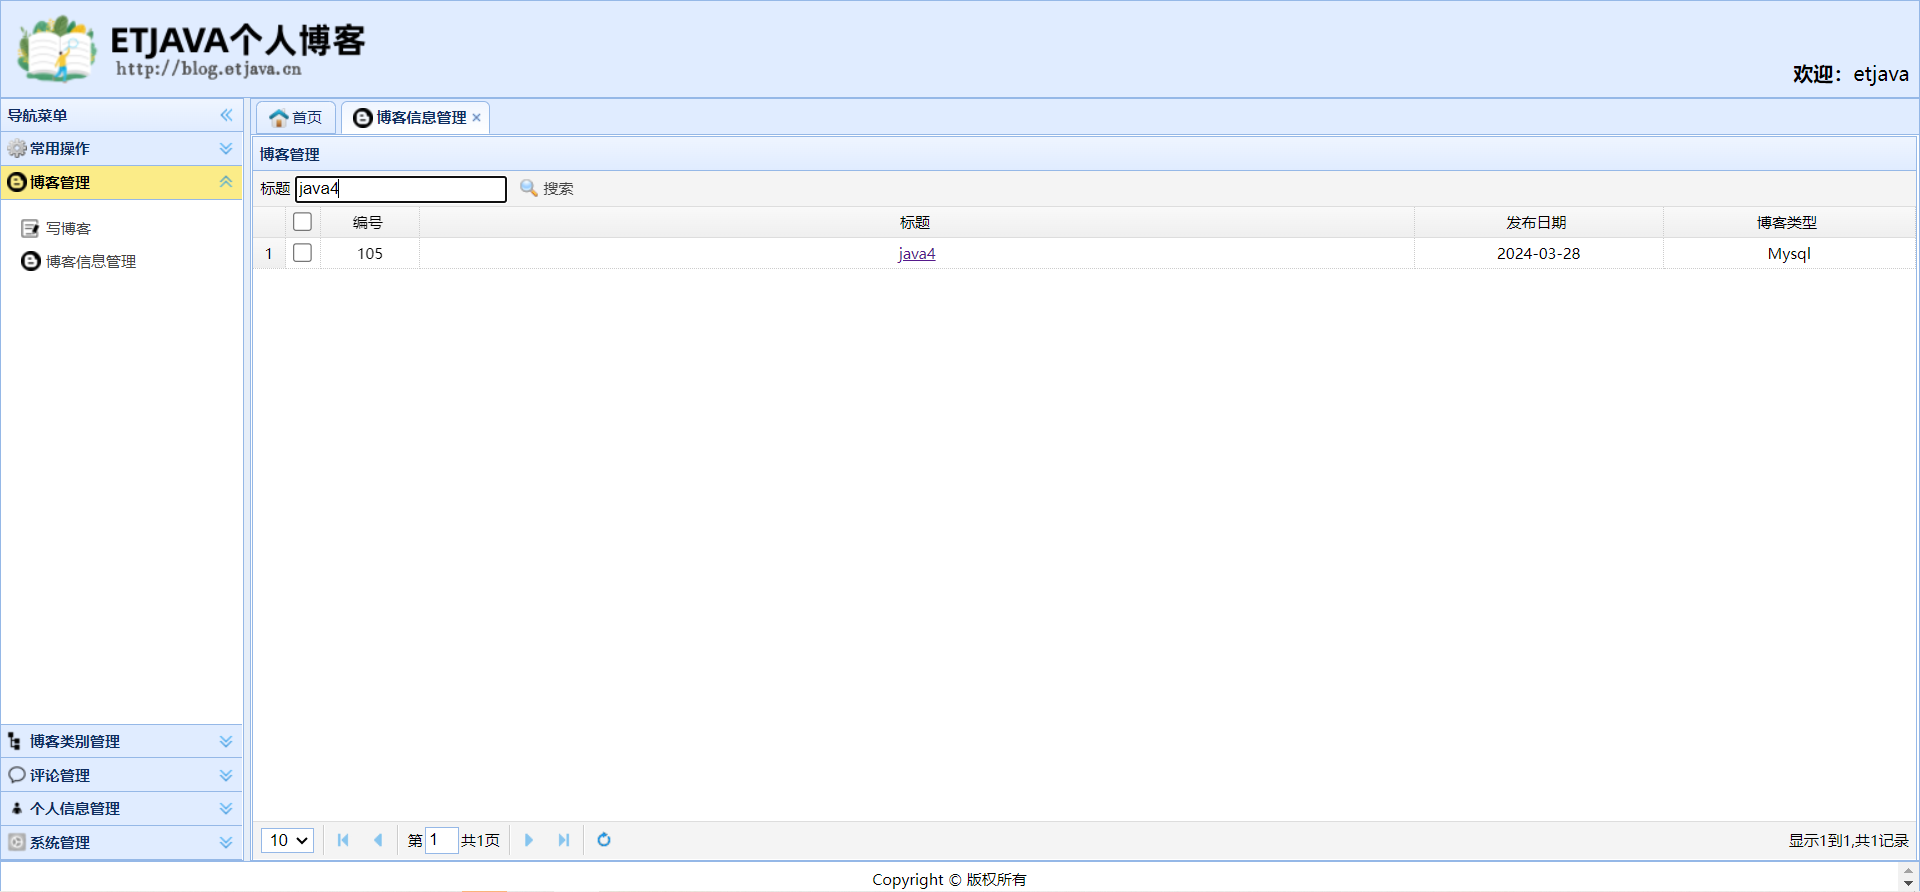 ETJAVA个人博客
http://blog.etjava.cn
欢迎：etjava
导航菜单
常用操作
博客管理
写博客
博客信息管理
博客类别管理
评论管理
个人信息管理
系统管理
首页
博客信息管理
博客管理
标题 java4 搜索
编号 标题 发布日期 博客类型
1 105 java4 2024-03-28 Mysql
10 第 1 共1页 显示1到1,共1记录
Copyright © 版权所有